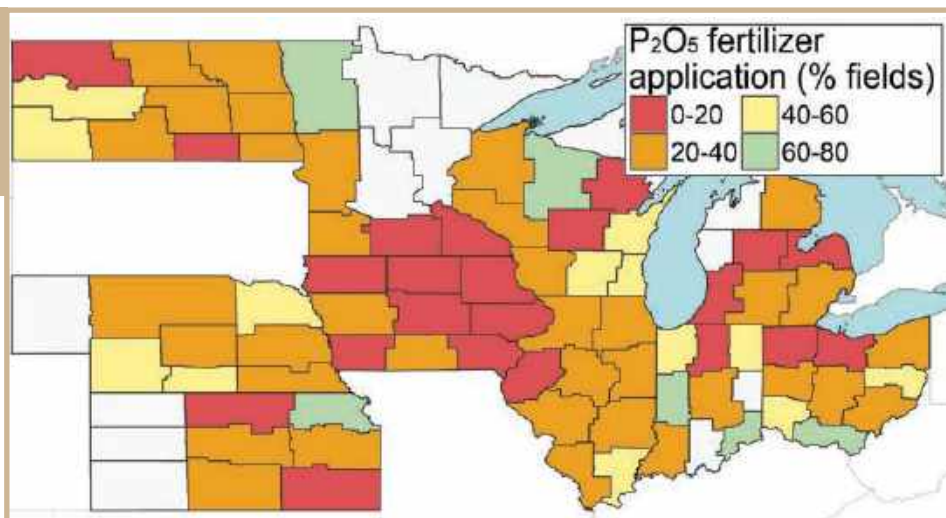 P₂O₅ fertilizer
application (% fields)
0-20 40-60
20-40 60-80